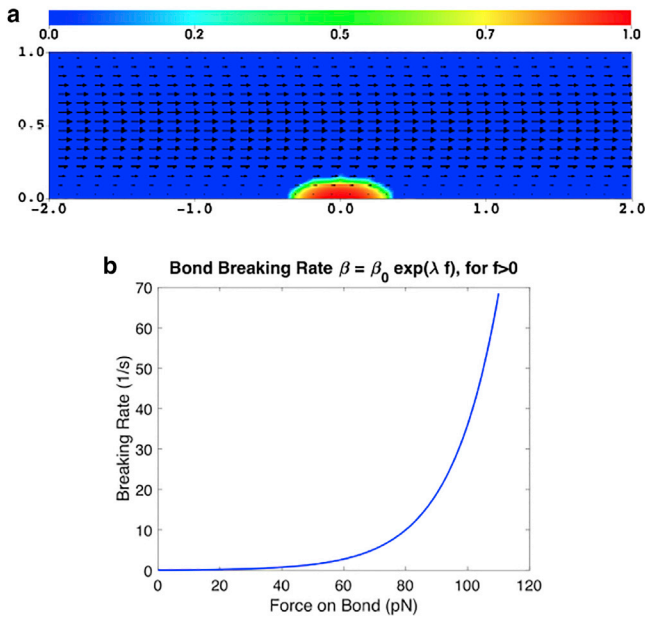 a
0.0 0.2 0.5 0.7 1.0
1.0
0.5
0.0
-2.0 -1.0 0.0 1.0 2.0
b
Bond Breaking Rate β = β0 exp(λ f), for f>0
70
60
50
40
30
20
10
0
Breaking Rate (1/s)
0 20 40 60 80 100 120
Force on Bond (pN)